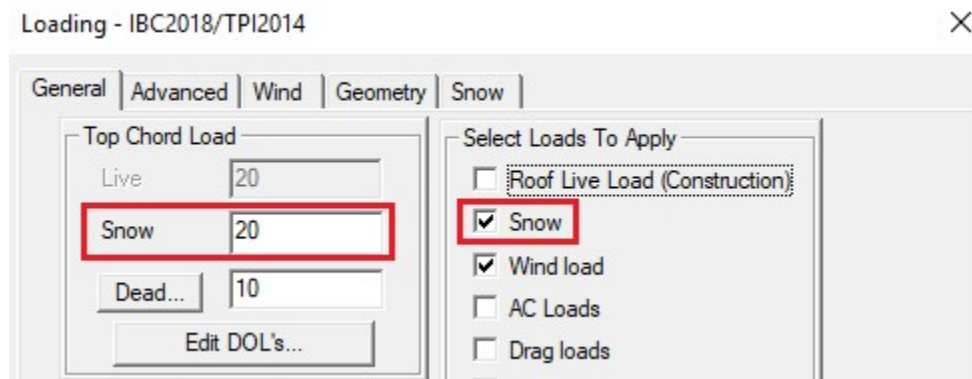 Loading - IBC2018/TPI2014
General Advanced Wind Geometry Snow
Top Chord Load
Live 20
Snow 20
Dead... 10
Edit DOL's...
Select Loads To Apply
Roof Live Load (Construction)
Snow
Wind load
AC Loads
Drag loads